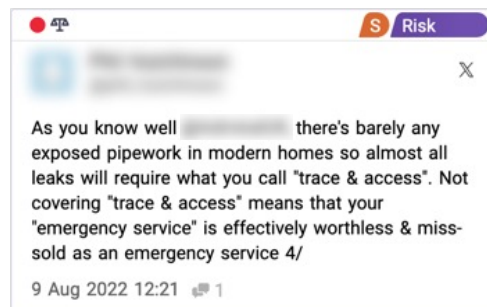 S Risk
As you know well there's barely any
exposed pipework in modern homes so almost all
leaks will require what you call "trace & access". Not
covering "trace & access" means that your
"emergency service" is effectively worthless & miss-
sold as an emergency service 4/
9 Aug 2022 12:21 1